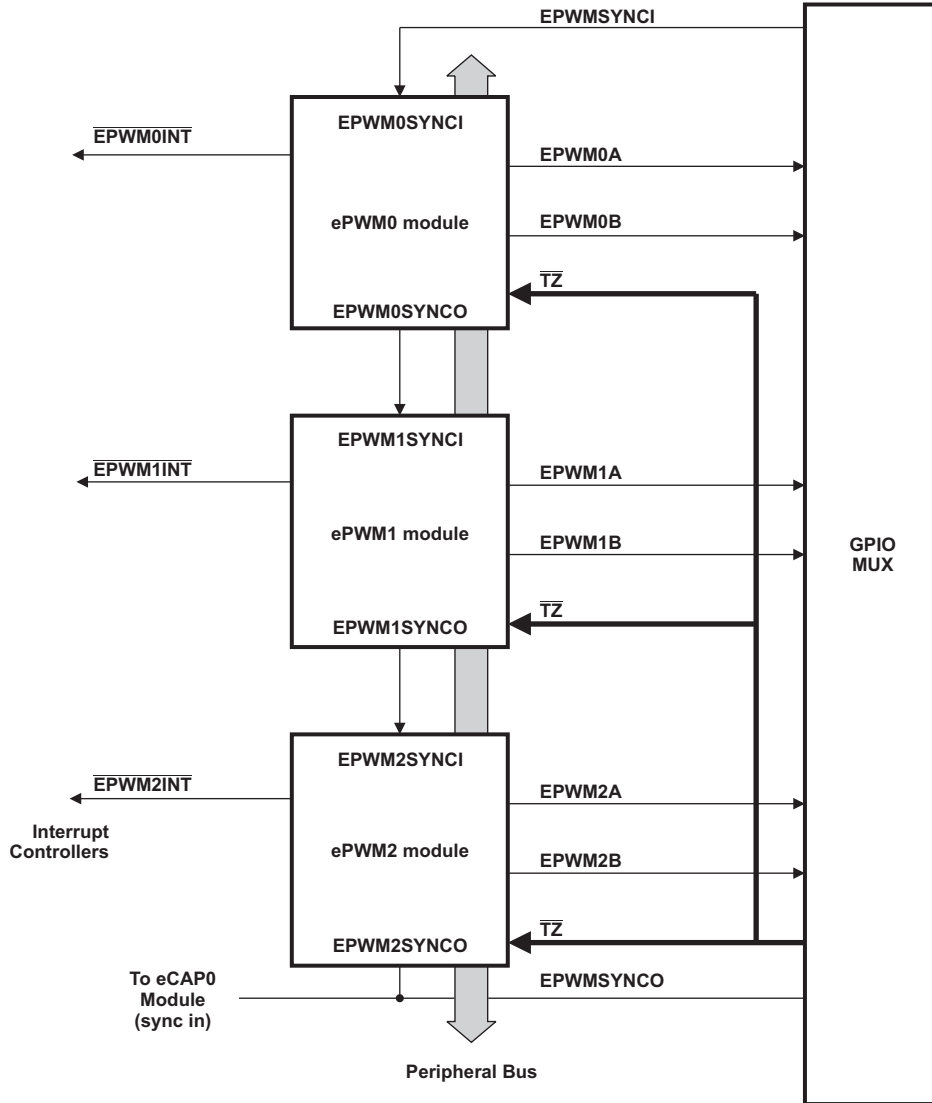 EPWMSYNCI
EPWM0SYNCI
EPWM0INT
EPWM0A
ePWM0 module
EPWM0B
TZ
EPWM0SYNCO
EPWM1SYNCI
EPWM1INT
EPWM1A
ePWM1 module
EPWM1B
GPIO
MUX
TZ
EPWM1SYNCO
EPWM2SYNCI
EPWM2INT
EPWM2A
Interrupt
Controllers
ePWM2 module
EPWM2B
TZ
EPWM2SYNCO
To eCAP0
Module
(sync in)
EPWMSYNCO
Peripheral Bus